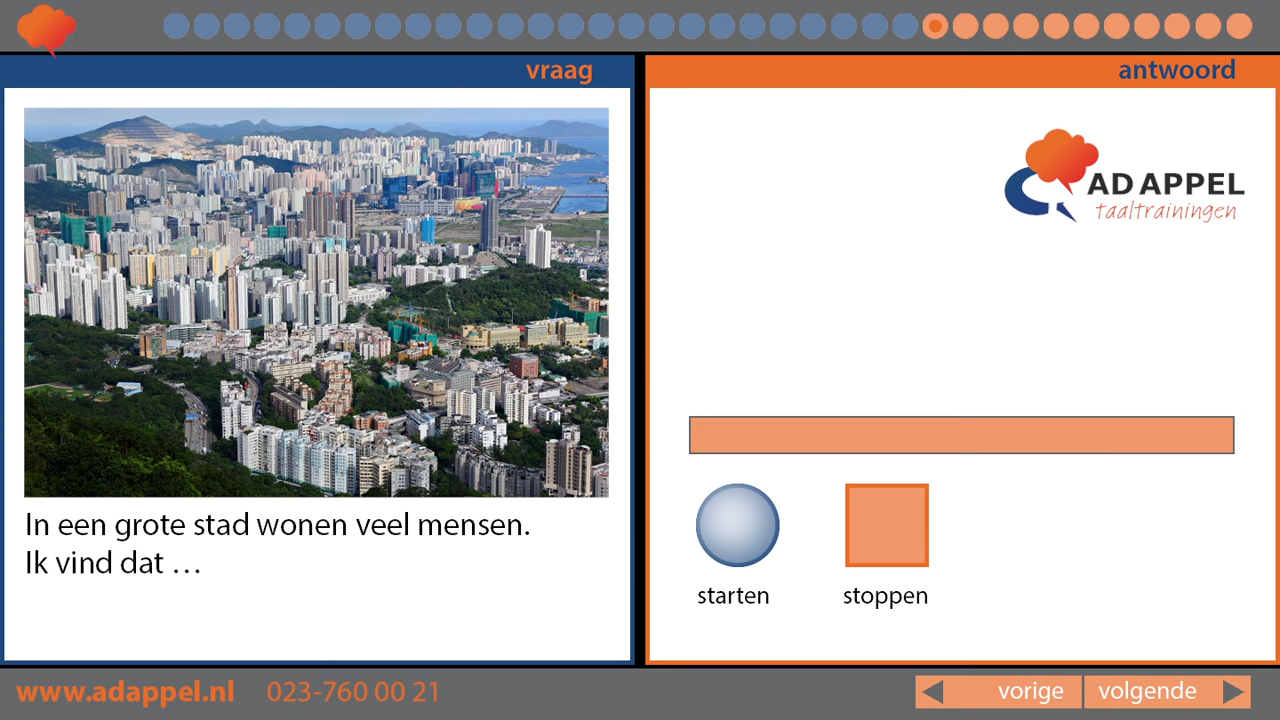 vraag
antwoord
AD APPEL
taaltrainingen
In een grote stad wonen veel mensen.
Ik vind dat ...
starten
stoppen
www.adappel.nl 023-760 00 21
vorige
volgende